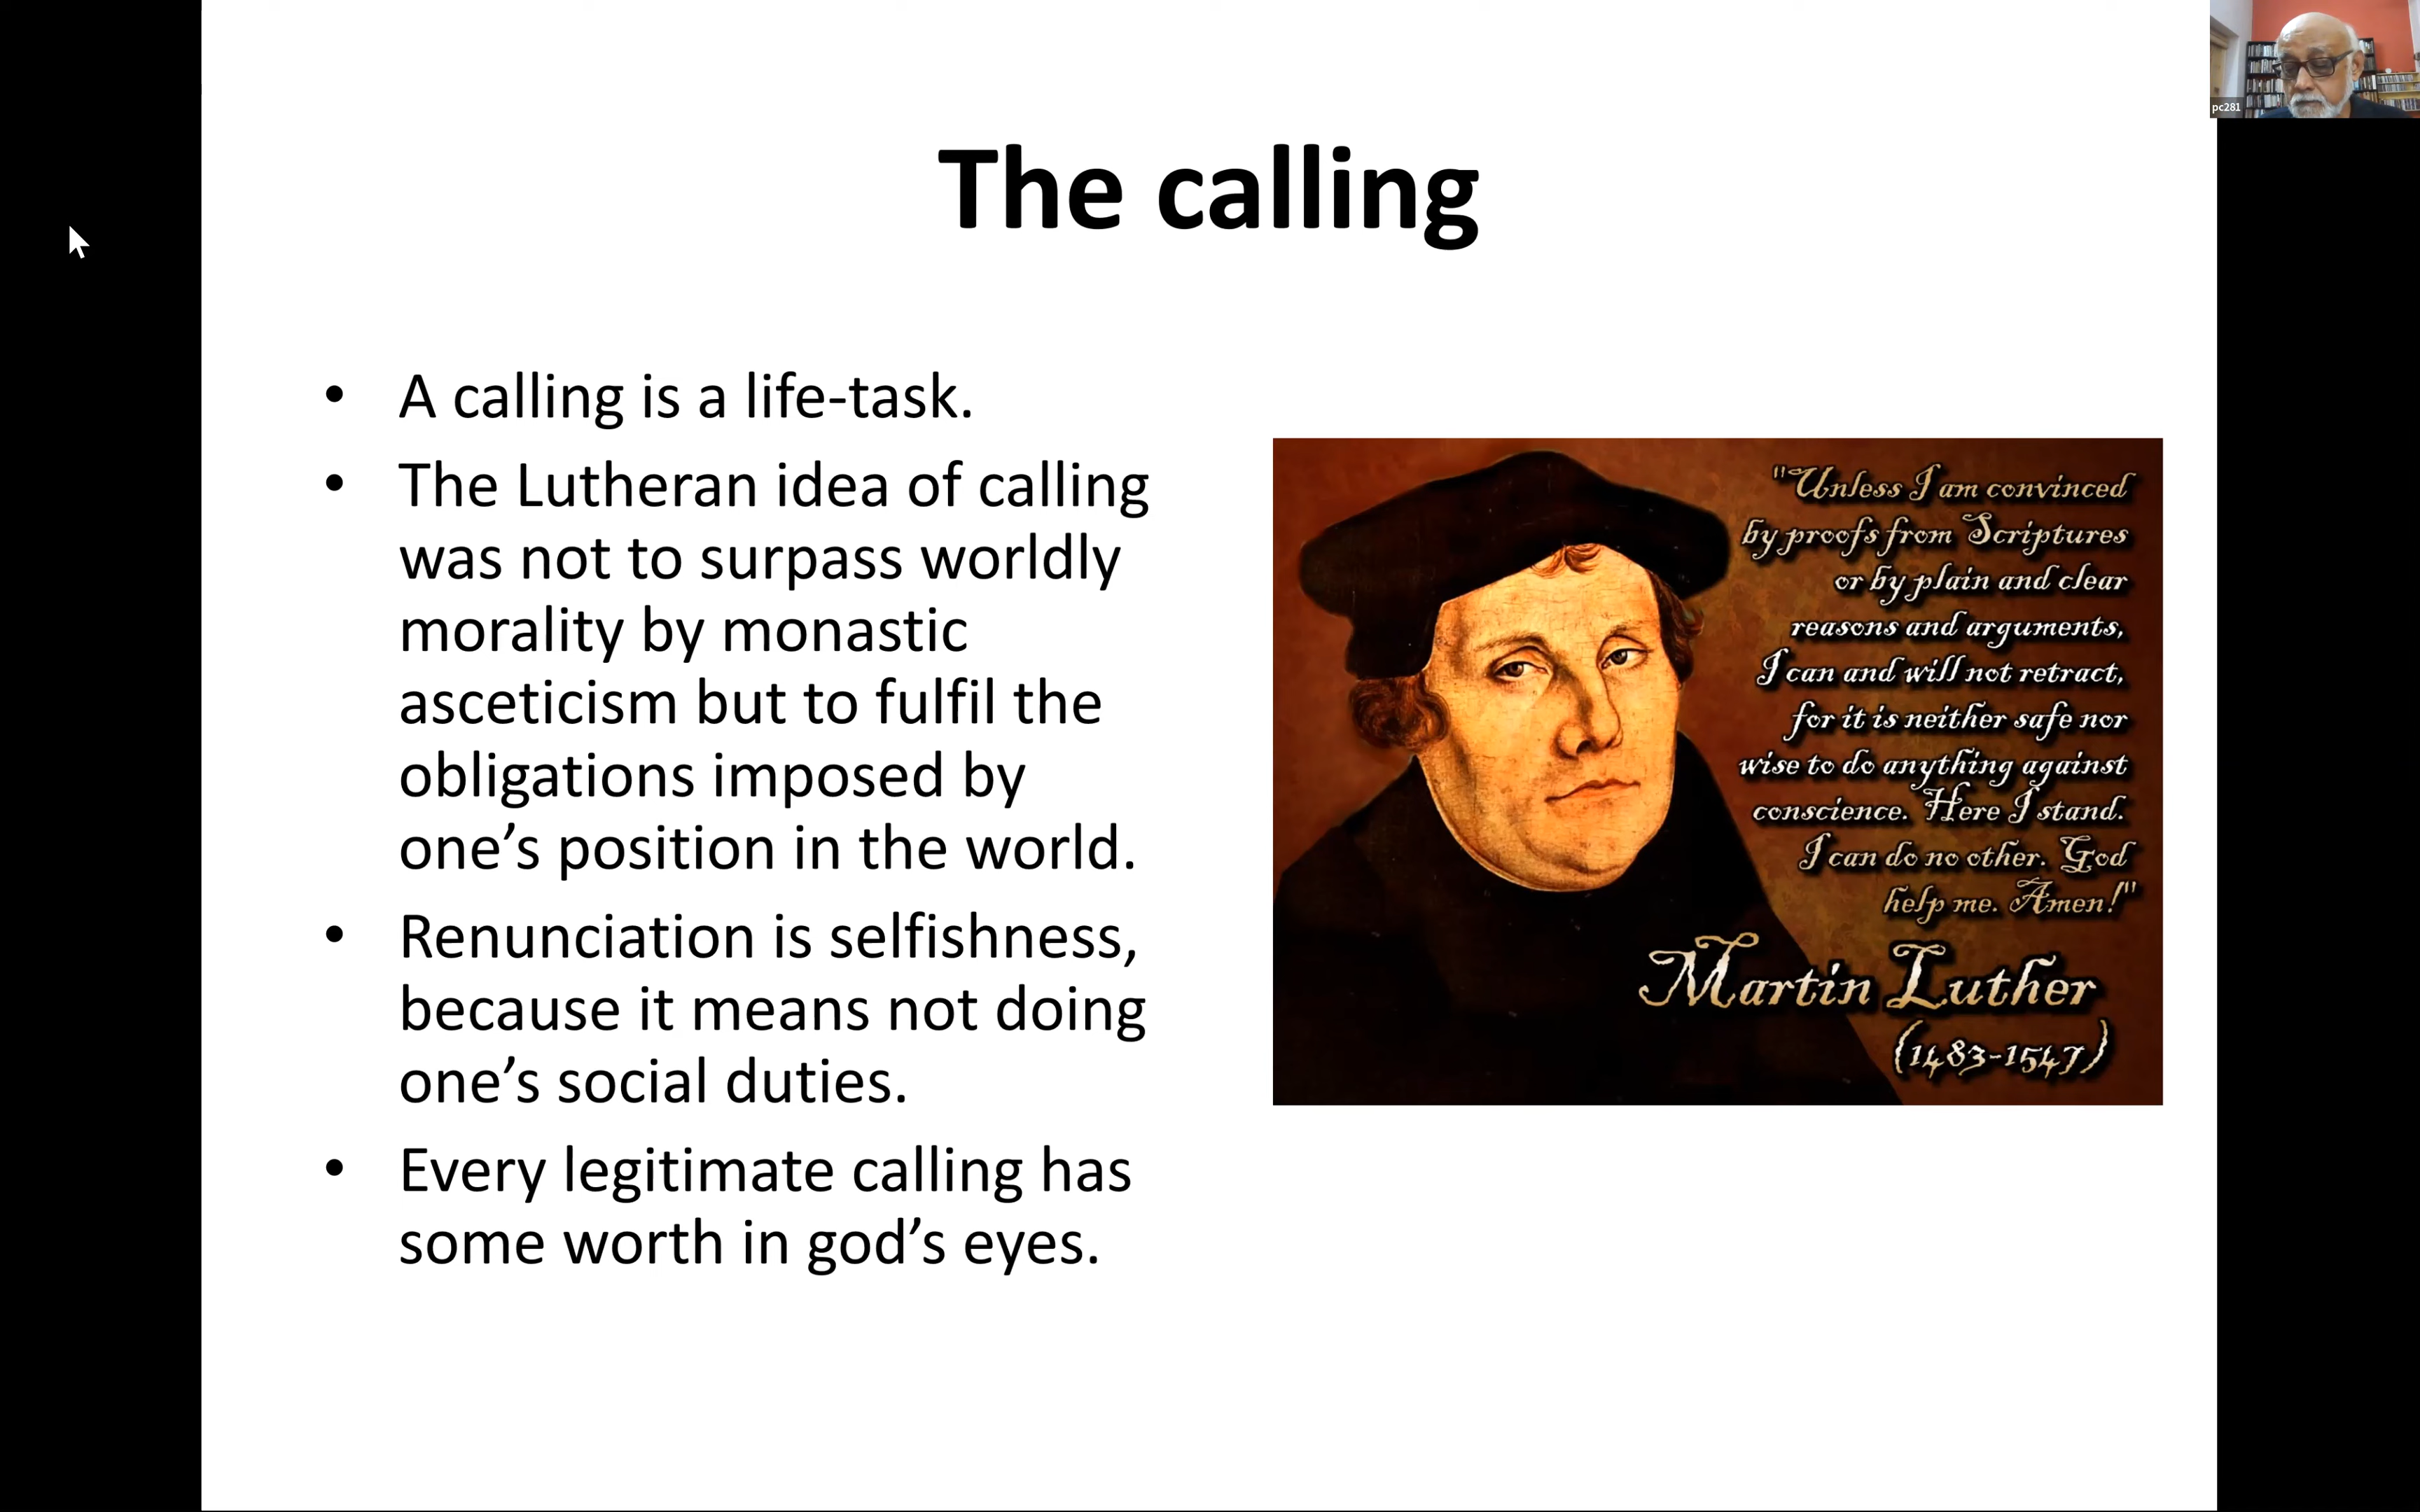 pc281
The calling
• A calling is a life-task.
• The Lutheran idea of calling
was not to surpass worldly
morality by monastic
asceticism but to fulfil the
obligations imposed by
one’s position in the world.
• Renunciation is selfishness,
because it means not doing
one’s social duties.
• Every legitimate calling has
some worth in god’s eyes.
"Unless I am convinced
by proofs from Scriptures
or by plain and clear
reasons and arguments,
I can and will not retract,
for it is neither safe nor
wise to do anything against
conscience. Here I stand.
I can do no other. God
help me. Amen!"
Martin Luther
(1483-1547)